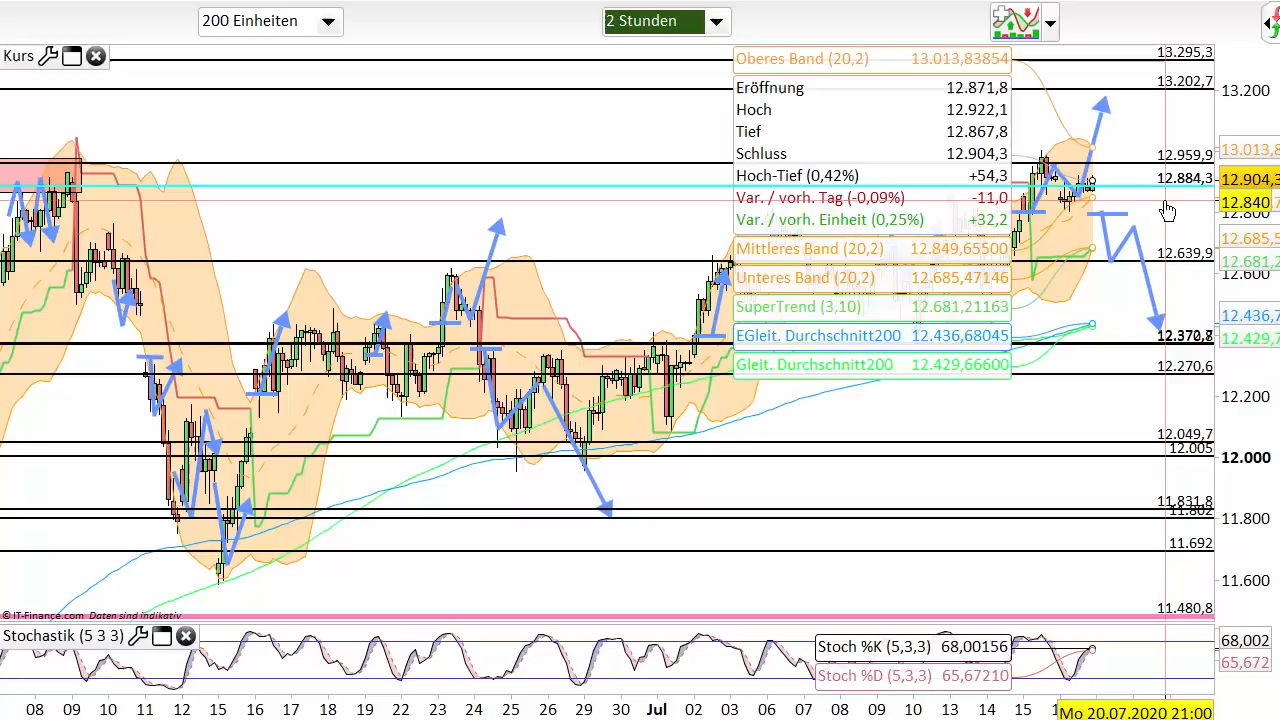 200 Einheiten
2 Stunden
Kurs
Oberes Band (20,2) 13.013,83854
Eröffnung 12.871,8
Hoch 12.922,1
Tief 12.867,8
Schluss 12.904,3
Hoch-Tief (0,42%) +54,3
Var. / vorh. Tag (-0,09%) -11,0
Var. / vorh. Einheit (0,25%) +32,2
Mittleres Band (20,2) 12.849,65500
Unteres Band (20,2) 12.685,47146
SuperTrend (3,10) 12.681,21163
EGleit. Durchschnitt200 12.436,68045
Gleit. Durchschnitt200 12.429,66600
13.295,3
13.202,7
12.959,9
12.884,3
12.639,9
12.270,6
12.049,7
12.005
11.831,8
11.802
11.692
11.480,8
13.200
13.013,8
12.904,3
12.840
12.800
12.685,5
12.681,2
12.600
12.436,7
12.429,7
12.200
12.000
11.800
11.600
© IT-Finance.com Daten sind indikativ
Stochastik (5 3 3)
Stoch %K (5,3,3) 68,00156
Stoch %D (5,3,3) 65,67210
68,002
65,672
08 09 10 11 12 15 16 17 18 19 22 23 24 25 26 29 30 Jul 02 03 06 07 08 09 10 13 14 15
Mo 20.07.2020 21:00